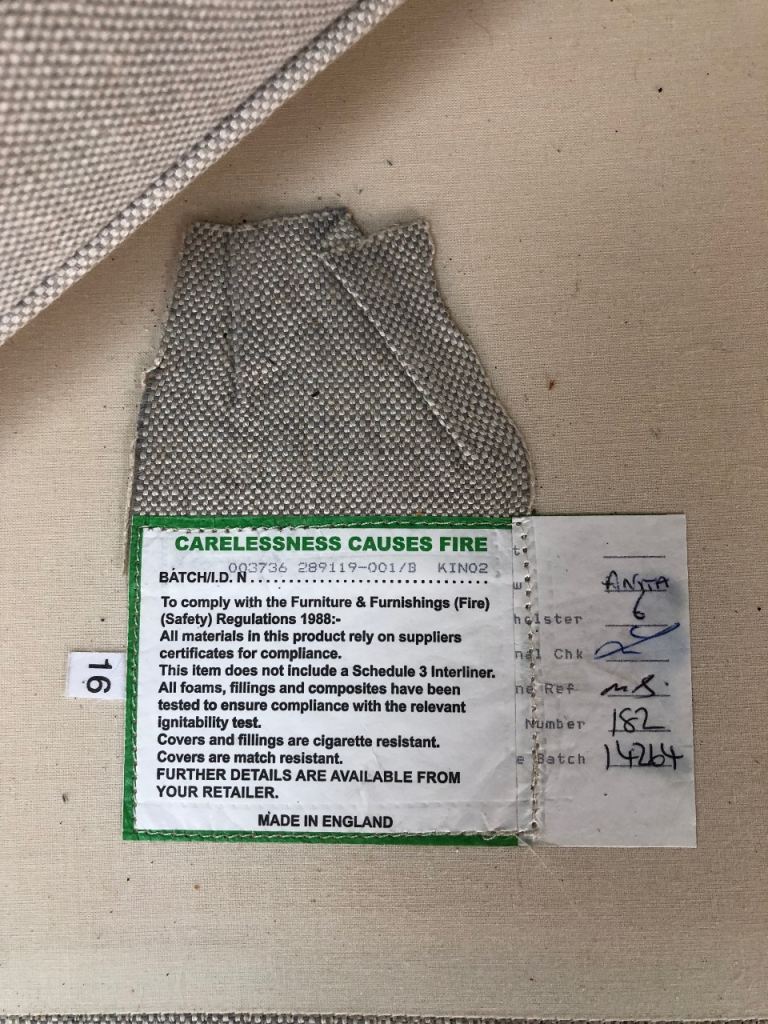 CARELESSNESS CAUSES FIRE
003736 289119-001/B KIN02
BATCH/I.D. N
To comply with the Furniture & Furnishings (Fire)
(Safety) Regulations 1988:-
All materials in this product rely on suppliers
certificates for compliance.
This item does not include a Schedule 3 Interliner.
All foams, fillings and composites have been
tested to ensure compliance with the relevant
ignitability test.
Covers and fillings are cigarette resistant.
Covers are match resistant.
FURTHER DETAILS ARE AVAILABLE FROM
YOUR RETAILER.
MADE IN ENGLAND
16
t
w ANITA
holster 6
nal Chk
ne Ref
Number 182
e Batch 14264